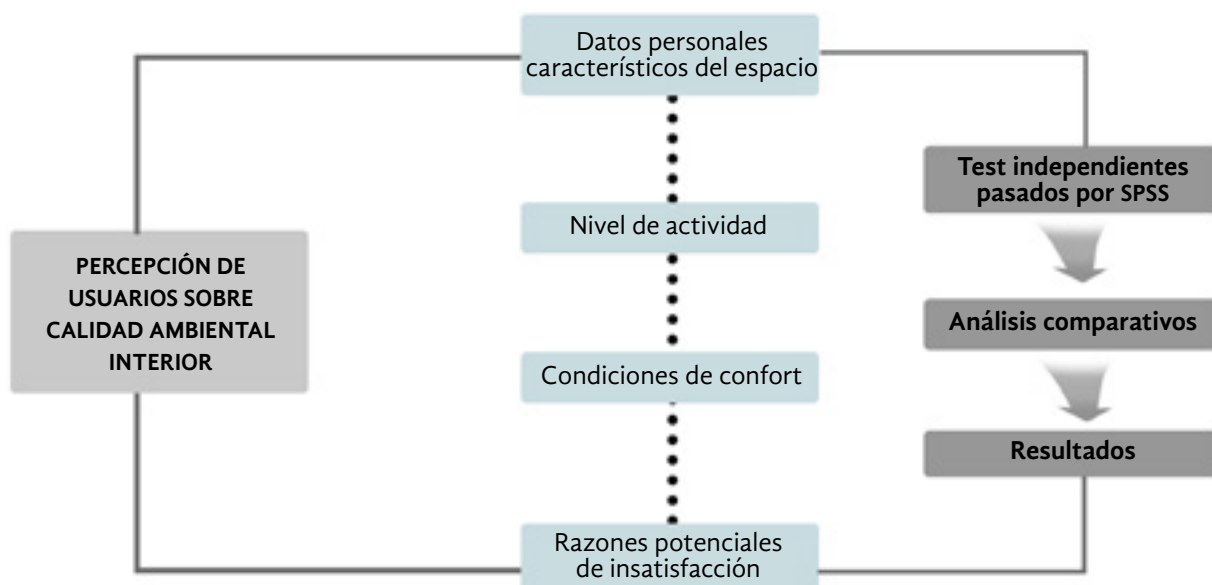 Datos personales
característicos del espacio
Nivel de actividad
Condiciones de confort
Razones potenciales
de insatisfacción
PERCEPCIÓN DE
USUARIOS SOBRE
CALIDAD AMBIENTAL
INTERIOR
Test independientes
pasados por SPSS
Análisis comparativos
Resultados